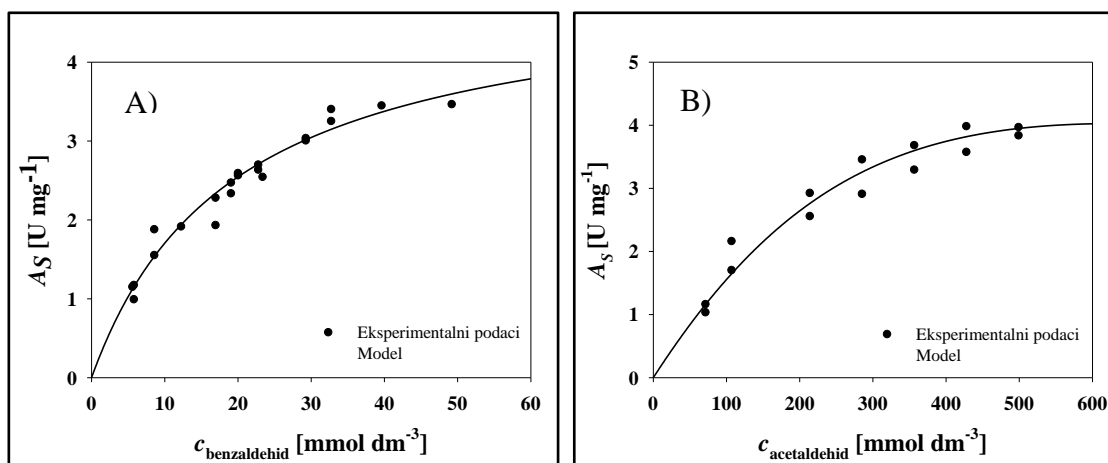 A)
4
3
2
1
0
A_S [U mg^-1]
0 10 20 30 40 50 60
c_benzaldehid [mmol dm^-3]
Eksperimentalni podaci
Model
B)
5
4
3
2
1
0
A_S [U mg^-1]
0 100 200 300 400 500 600
c_acetaldehid [mmol dm^-3]
Eksperimentalni podaci
Model